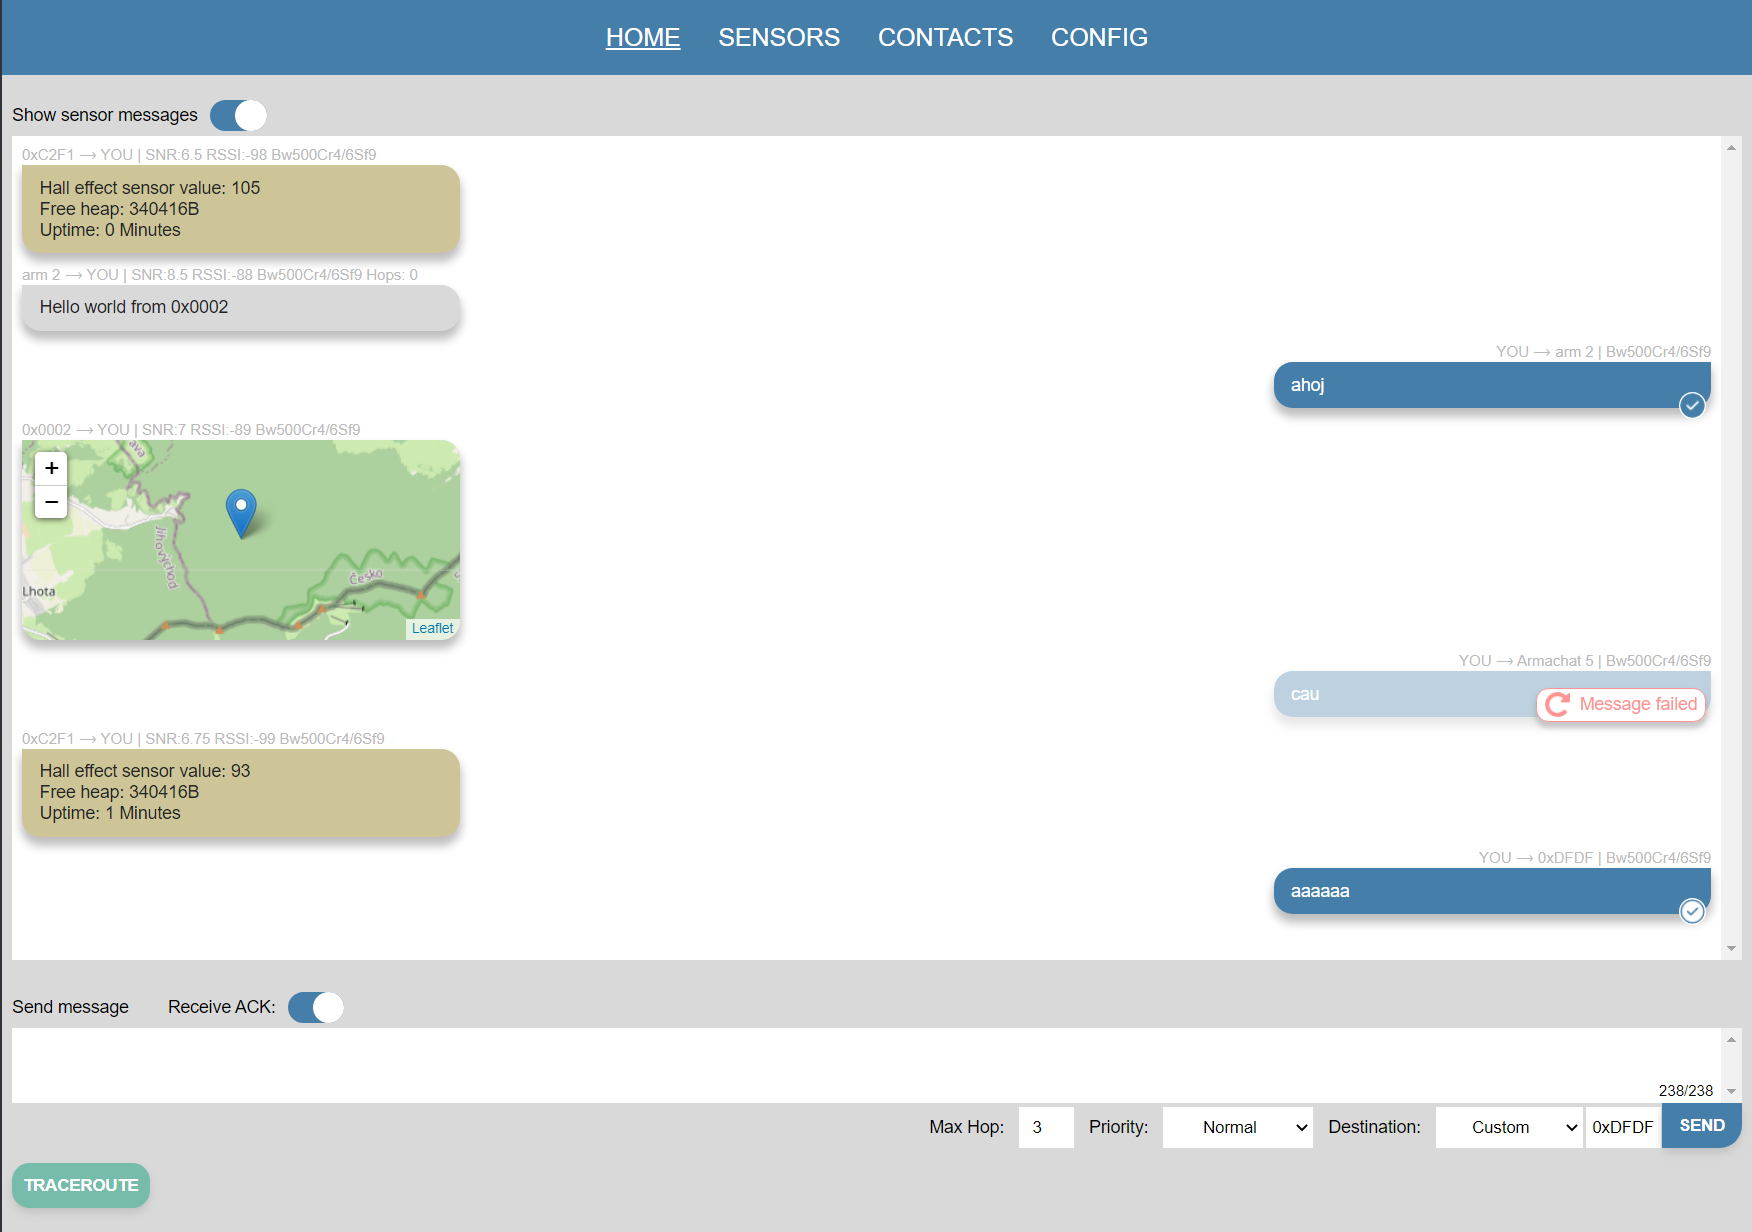 HOME SENSORS CONTACTS CONFIG
Show sensor messages
0xC2F1 → YOU | SNR:6.5 RSSI:-98 Bw500Cr4/6Sf9
Hall effect sensor value: 105
Free heap: 340416B
Uptime: 0 Minutes
arm 2 → YOU | SNR:8.5 RSSI:-88 Bw500Cr4/6Sf9 Hops: 0
Hello world from 0x0002
YOU → arm 2 | Bw500Cr4/6Sf9
ahoj
0x0002 → YOU | SNR:7 RSSI:-89 Bw500Cr4/6Sf9
+
−
Jihovýchod
Česko
Lhota
Leaflet
YOU → Armachat 5 | Bw500Cr4/6Sf9
cau
Message failed
0xC2F1 → YOU | SNR:6.75 RSSI:-99 Bw500Cr4/6Sf9
Hall effect sensor value: 93
Free heap: 340416B
Uptime: 1 Minutes
YOU → 0xDFDF | Bw500Cr4/6Sf9
aaaaaa
Send message Receive ACK:
238/238
Max Hop: 3 Priority: Normal Destination: Custom 0xDFDF SEND
TRACEROUTE